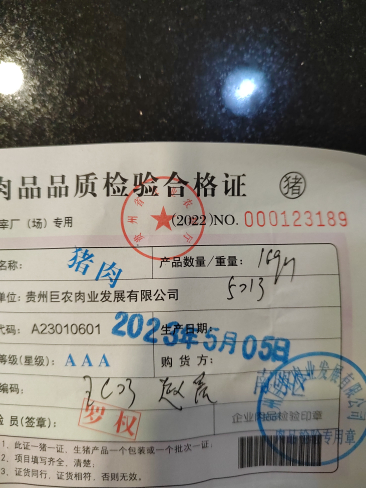 肉品品质检验合格证 猪
宰厂（场）专用 (2022)NO. 000123189
名称： 猪肉 产品数量/重量：
单位：贵州巨农肉业发展有限公司 5013
代码： A23010601 生产日期： 2023年5月05日
等级（星级）： AAA 购 货 方：
编码：
验 员（签章）： 罗权 企业肉品检验印章
1、此证一猪一证，生猪产品一个包装或一个批次一证；
2、项目填写齐全，清楚；
3、证货同行，证货相符，否则无效。